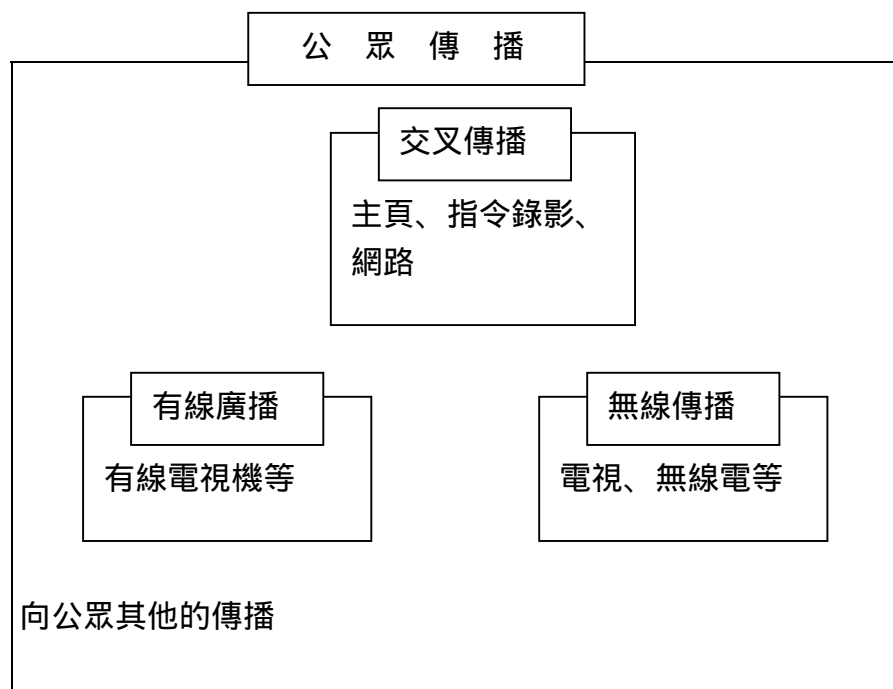 公 眾 傳 播
交叉傳播
主頁、指令錄影、
網路
有線廣播
有線電視機等
無線傳播
電視、無線電等
向公眾其他的傳播